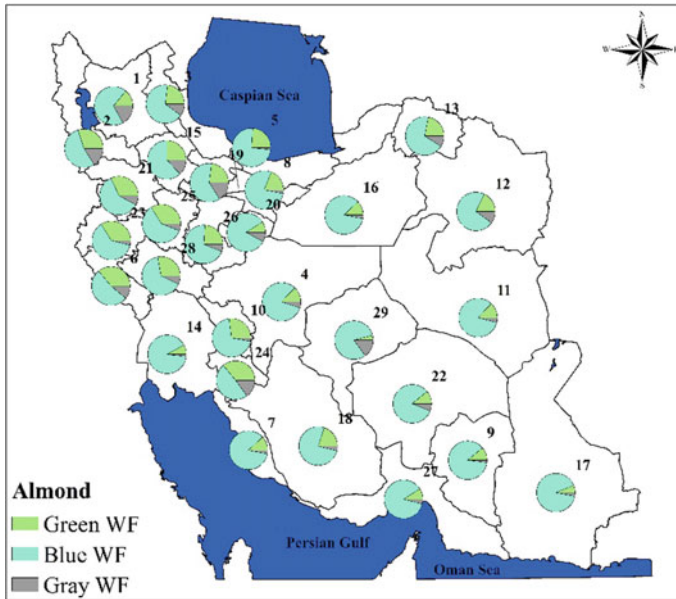 N
W
E
S
1
3
Caspian Sea
13
2
15
5
21
19
8
12
25
20
16
23
26
28
6
4
11
10
29
14
24
22
7
18
9
27
17
Almond
Green WF
Blue WF
Gray WF
Persian Gulf
Oman Sea